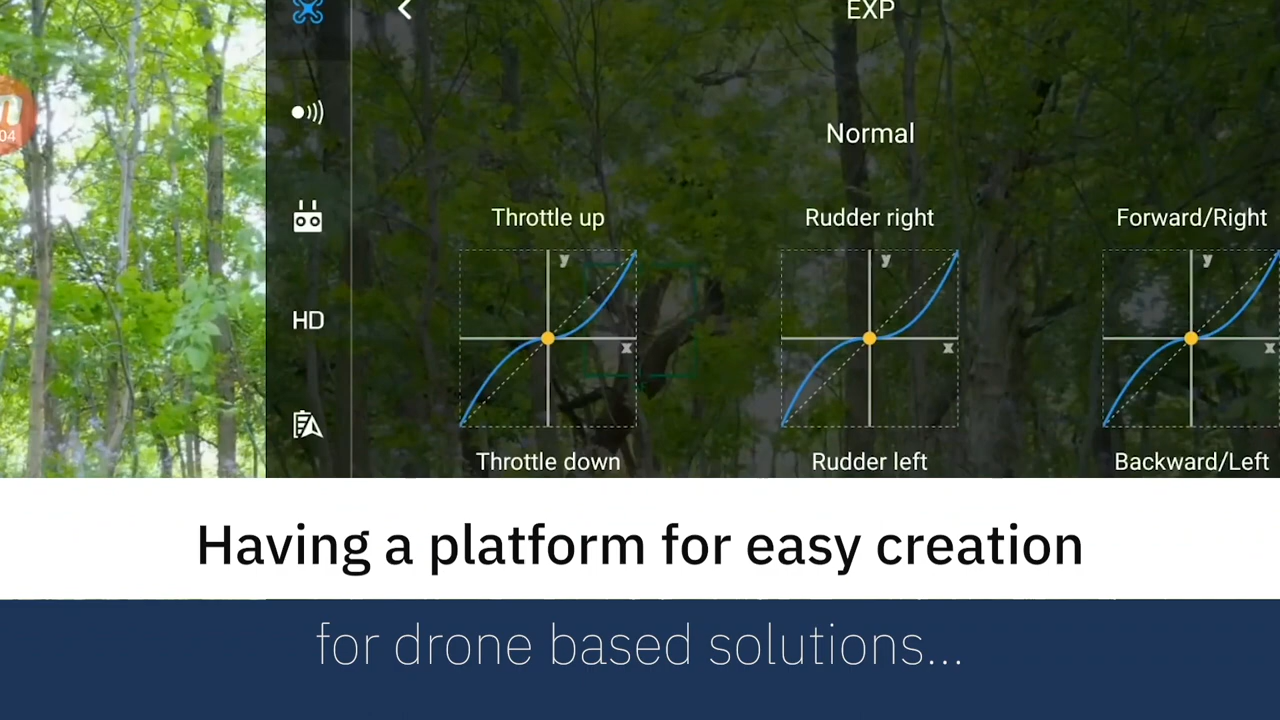 EXP
04
Normal
Throttle up
Rudder right
Forward/Right
y
y
y
x
x
x
Throttle down
Rudder left
Backward/Left
HD
Having a platform for easy creation
for drone based solutions...